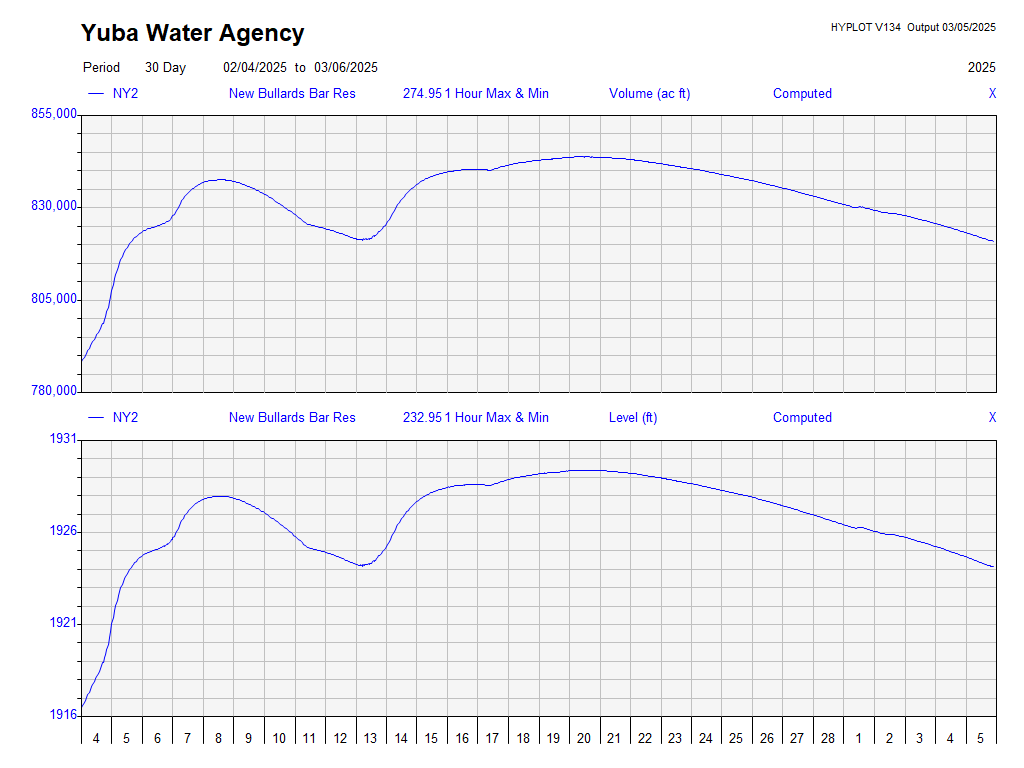 Yuba Water Agency
HYPLOT V134 Output 03/05/2025
Period 30 Day 02/04/2025 to 03/06/2025 2025
NY2 New Bullards Bar Res 274.95 1 Hour Max & Min Volume (ac ft) Computed X
855,000
830,000
805,000
780,000
NY2 New Bullards Bar Res 232.95 1 Hour Max & Min Level (ft) Computed X
1931
1926
1921
1916
4 5 6 7 8 9 10 11 12 13 14 15 16 17 18 19 20 21 22 23 24 25 26 27 28 1 2 3 4 5